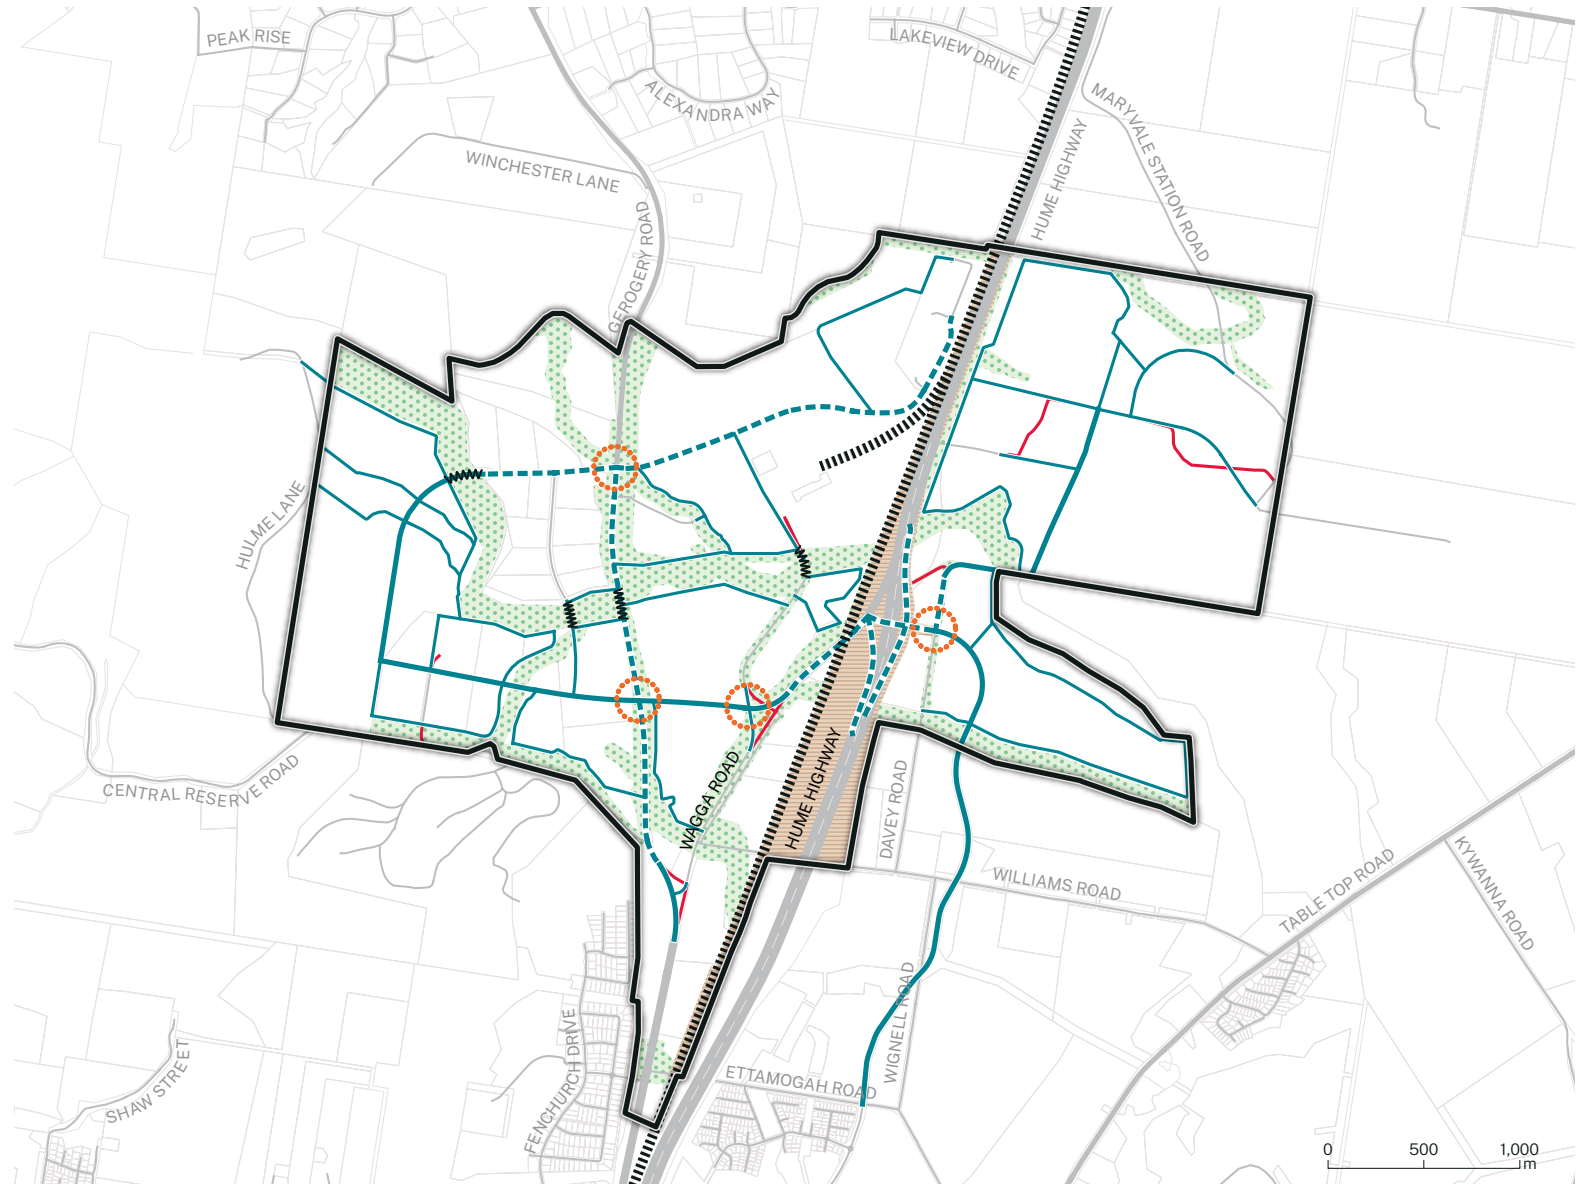 PEAK RISE
LAKEVIEW DRIVE
ALEXANDRA WAY
MARYVALE STATION ROAD
WINCHESTER LANE
HUME HIGHWAY
GEROGERY ROAD
HULME LANE
CENTRAL RESERVE ROAD
WAGGA ROAD
HUME HIGHWAY
DAVEY ROAD
WILLIAMS ROAD
TABLE TOP ROAD
KYWANNA ROAD
WIGNELL ROAD
FENCHURCH DRIVE
SHAW STREET
ETTAMOGAH ROAD
0 500 1,000
m